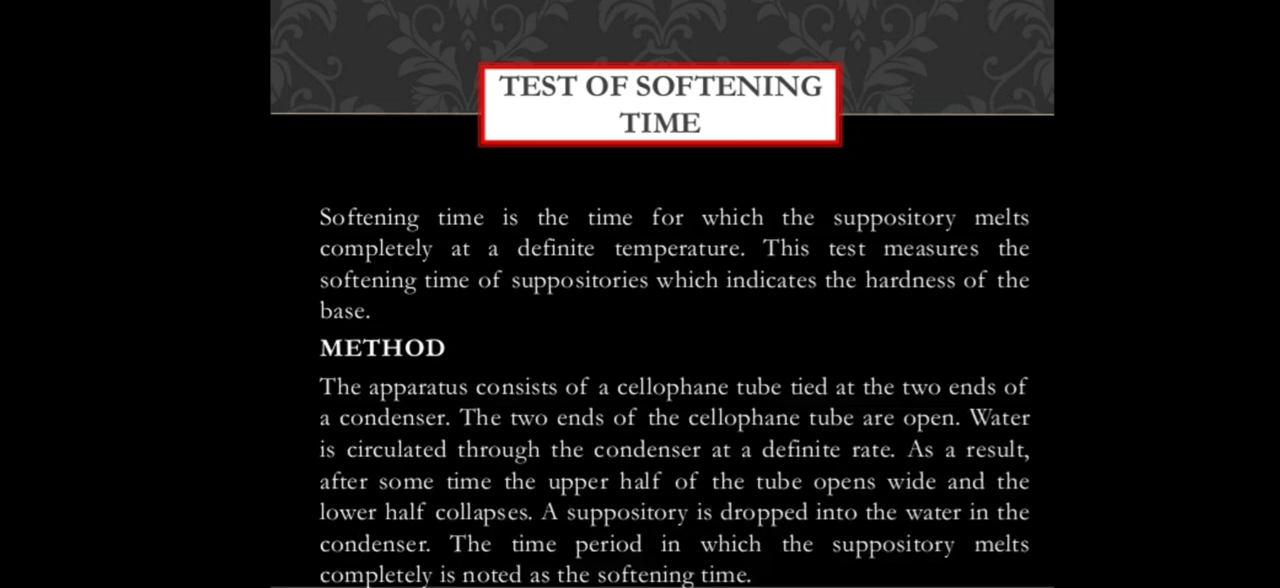 TEST OF SOFTENING
TIME
Softening time is the time for which the suppository melts
completely at a definite temperature. This test measures the
softening time of suppositories which indicates the hardness of the
base.
METHOD
The apparatus consists of a cellophane tube tied at the two ends of
a condenser. The two ends of the cellophane tube are open. Water
is circulated through the condenser at a definite rate. As a result,
after some time the upper half of the tube opens wide and the
lower half collapses. A suppository is dropped into the water in the
condenser. The time period in which the suppository melts
completely is noted as the softening time.